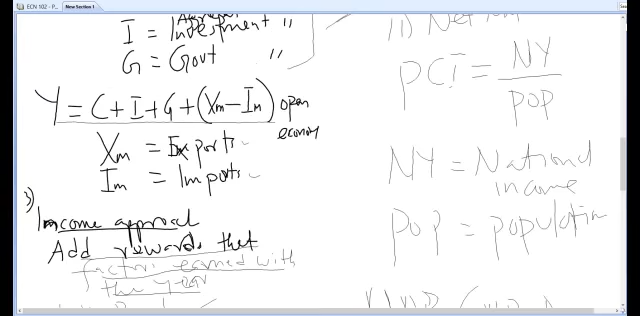 ECN 102 - P...
New Section 1
I = Investment "
G = Govt "
Y = C + I + G + (Xm - Im) open
economy
Xm = Exports
Im = Imports
3)
Income approach
Add rewards that
factors earned with
the year
PCI = NY
POP
NY = National
income
POP = population